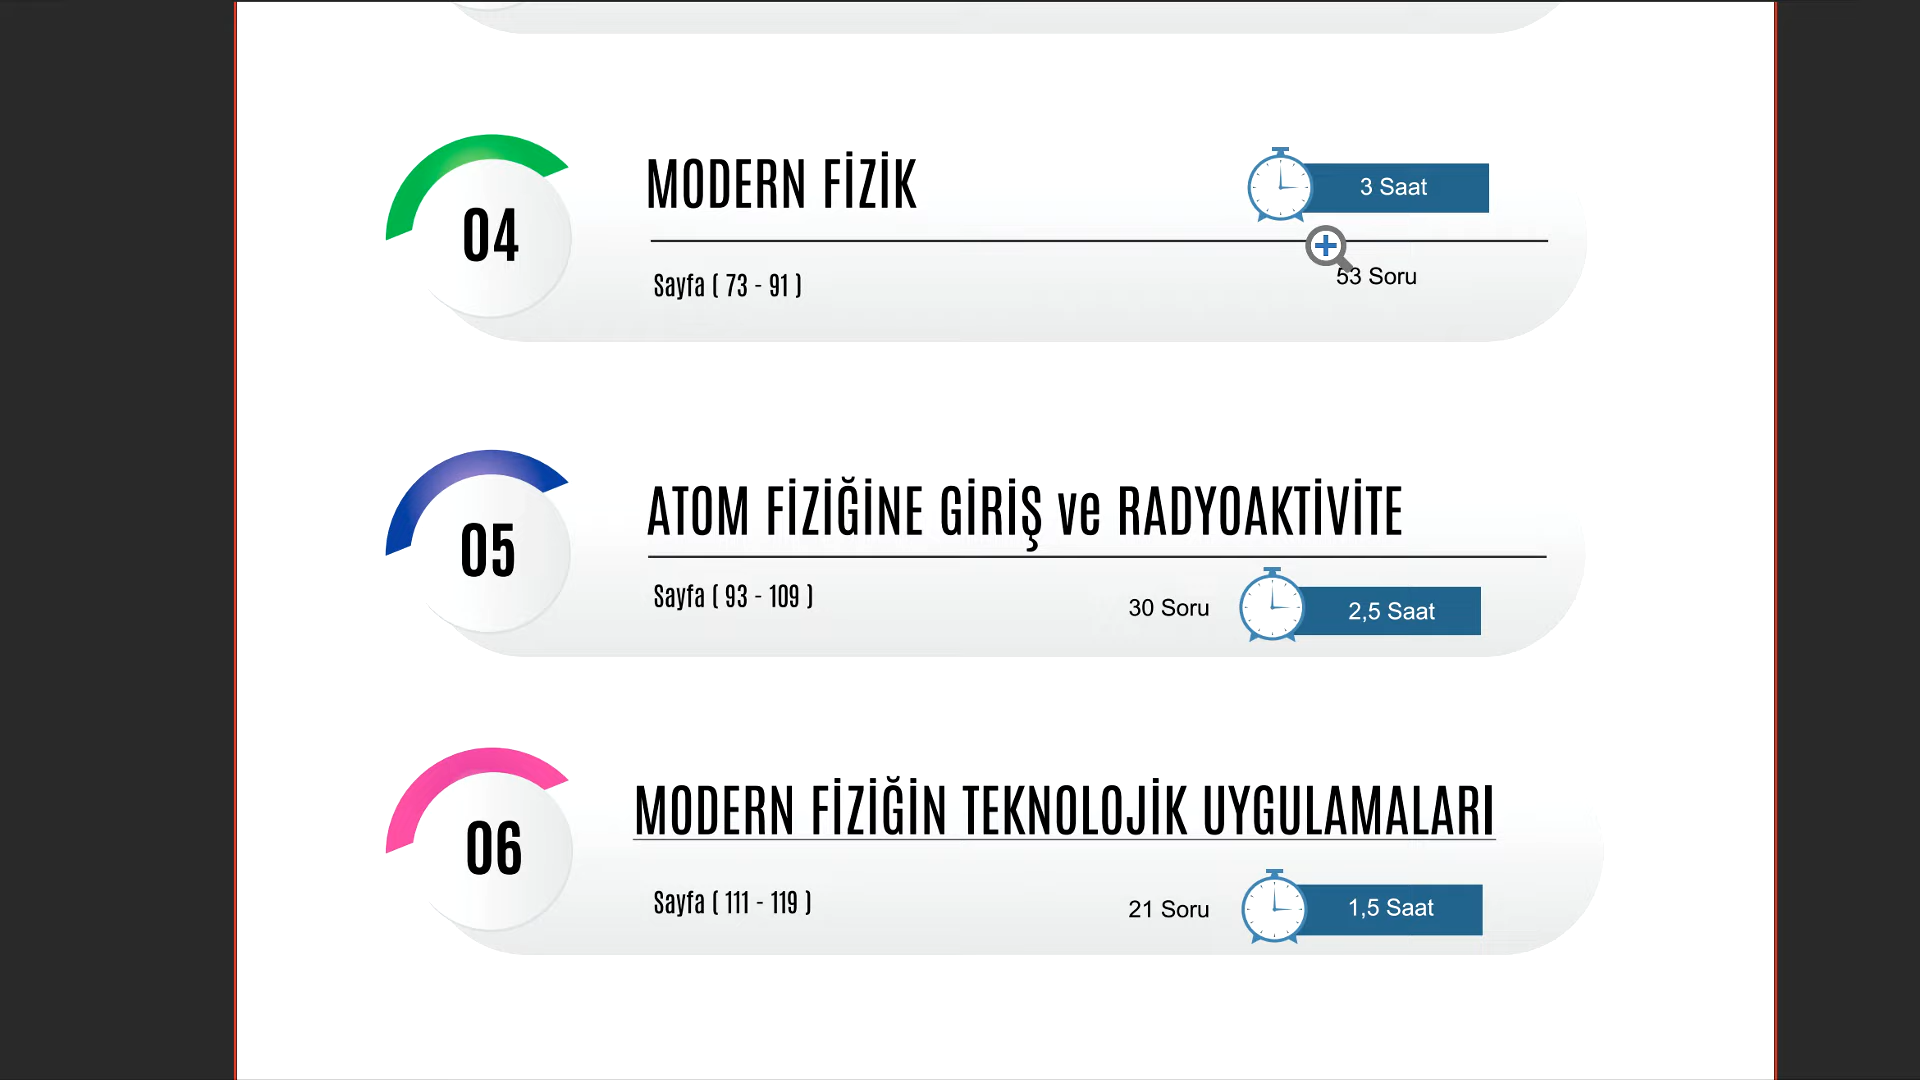 04
MODERN FİZİK
3 Saat
Sayfa ( 73 - 91 )
53 Soru
05
ATOM FİZİĞİNE GİRİŞ ve RADYOAKTİVİTE
Sayfa ( 93 - 109 )
30 Soru
2,5 Saat
06
MODERN FİZİĞİN TEKNOLOJİK UYGULAMALARI
Sayfa ( 111 - 119 )
21 Soru
1,5 Saat